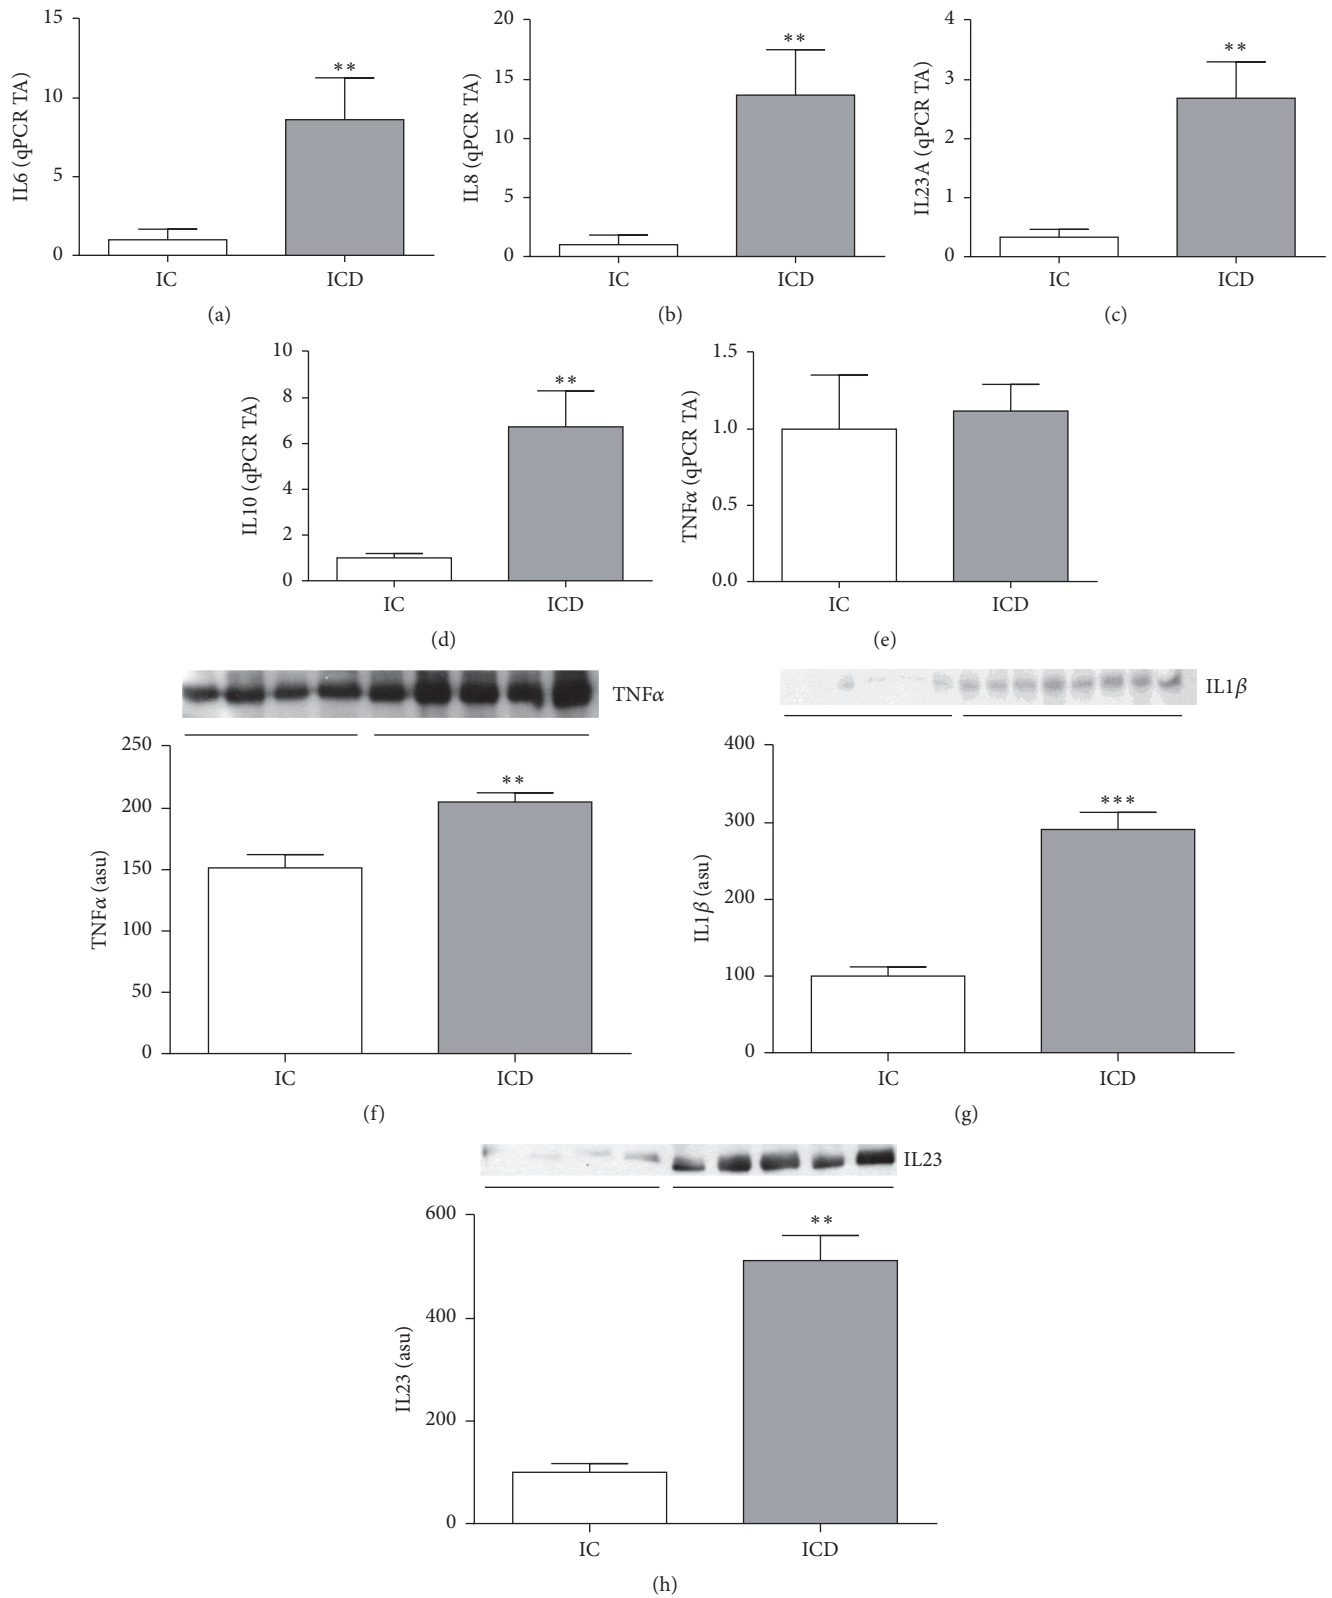 15
10
5
0
IL6 (qPCR TA)
**
IC
ICD
(a)
20
15
10
5
0
IL8 (qPCR TA)
**
IC
ICD
(b)
4
3
2
1
0
IL23A (qPCR TA)
**
IC
ICD
(c)
10
8
6
4
2
0
IL10 (qPCR TA)
**
IC
ICD
(d)
1.5
1.0
0.5
0.0
TNFα (qPCR TA)
IC
ICD
(e)
TNFα
250
200
150
100
50
0
TNFα (asu)
**
IC
ICD
(f)
IL1β
400
300
200
100
0
IL1β (asu)
***
IC
ICD
(g)
IL23
600
400
200
0
IL23 (asu)
**
IC
ICD
(h)